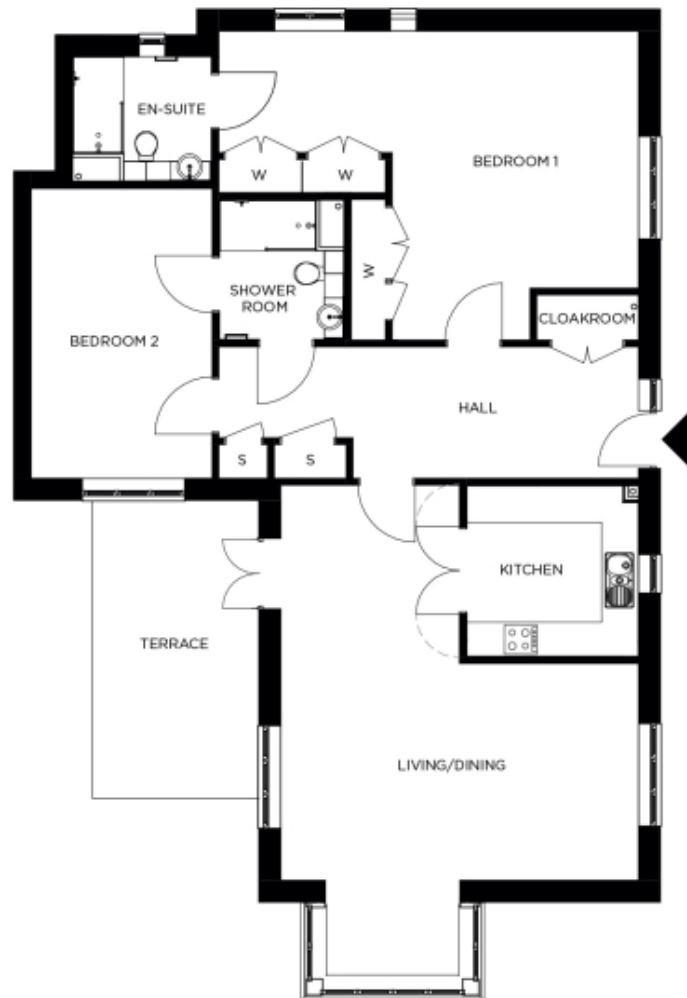 EN-SUITE
BEDROOM 1
W
W
W
SHOWER
ROOM
BEDROOM 2
CLOAKROOM
HALL
S
S
KITCHEN
TERRACE
LIVING/DINING